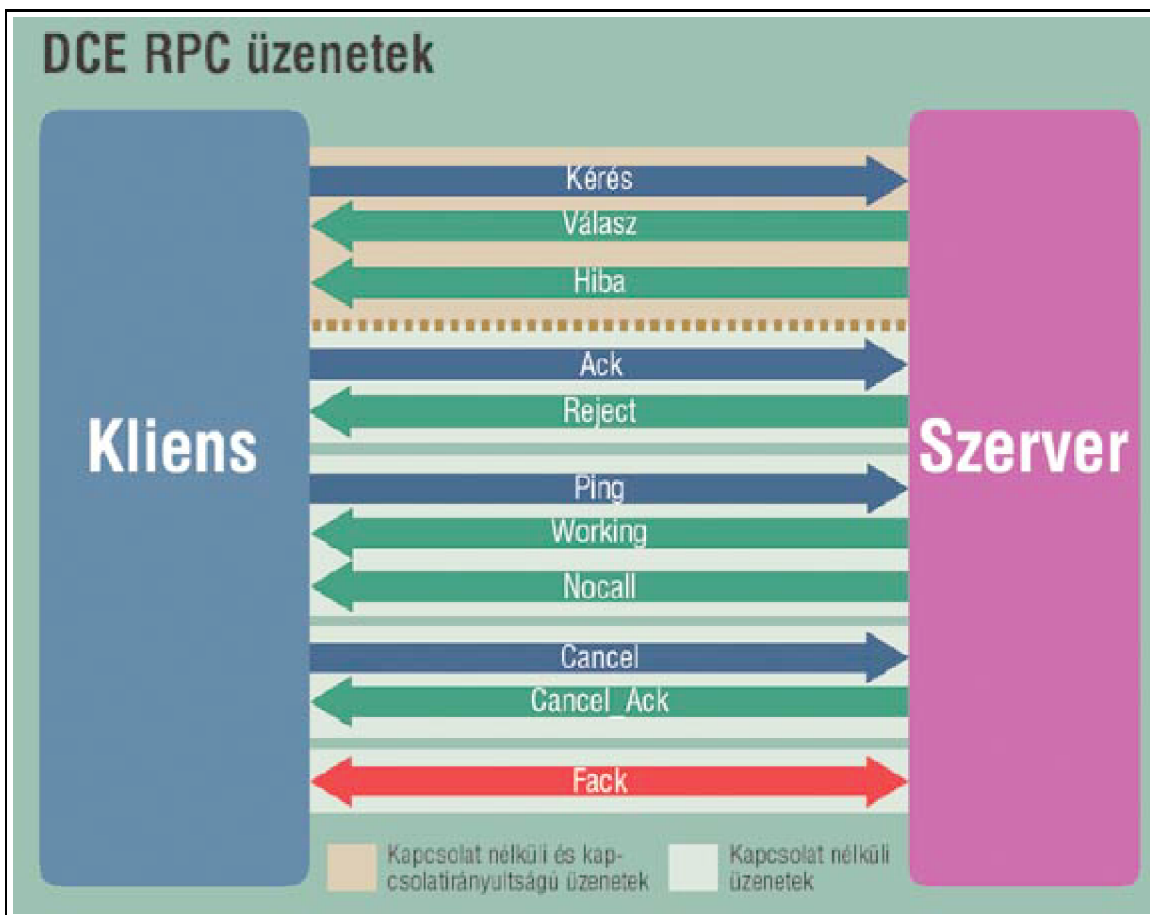 DCE RPC üzenetek
Kliens
Szerver
Kérés
Válasz
Hiba
Ack
Reject
Ping
Working
Nocall
Cancel
Cancel_Ack
Fack
Kapcsolat nélküli és kap-
csolatirányultságú üzenetek
Kapcsolat nélküli
üzenetek